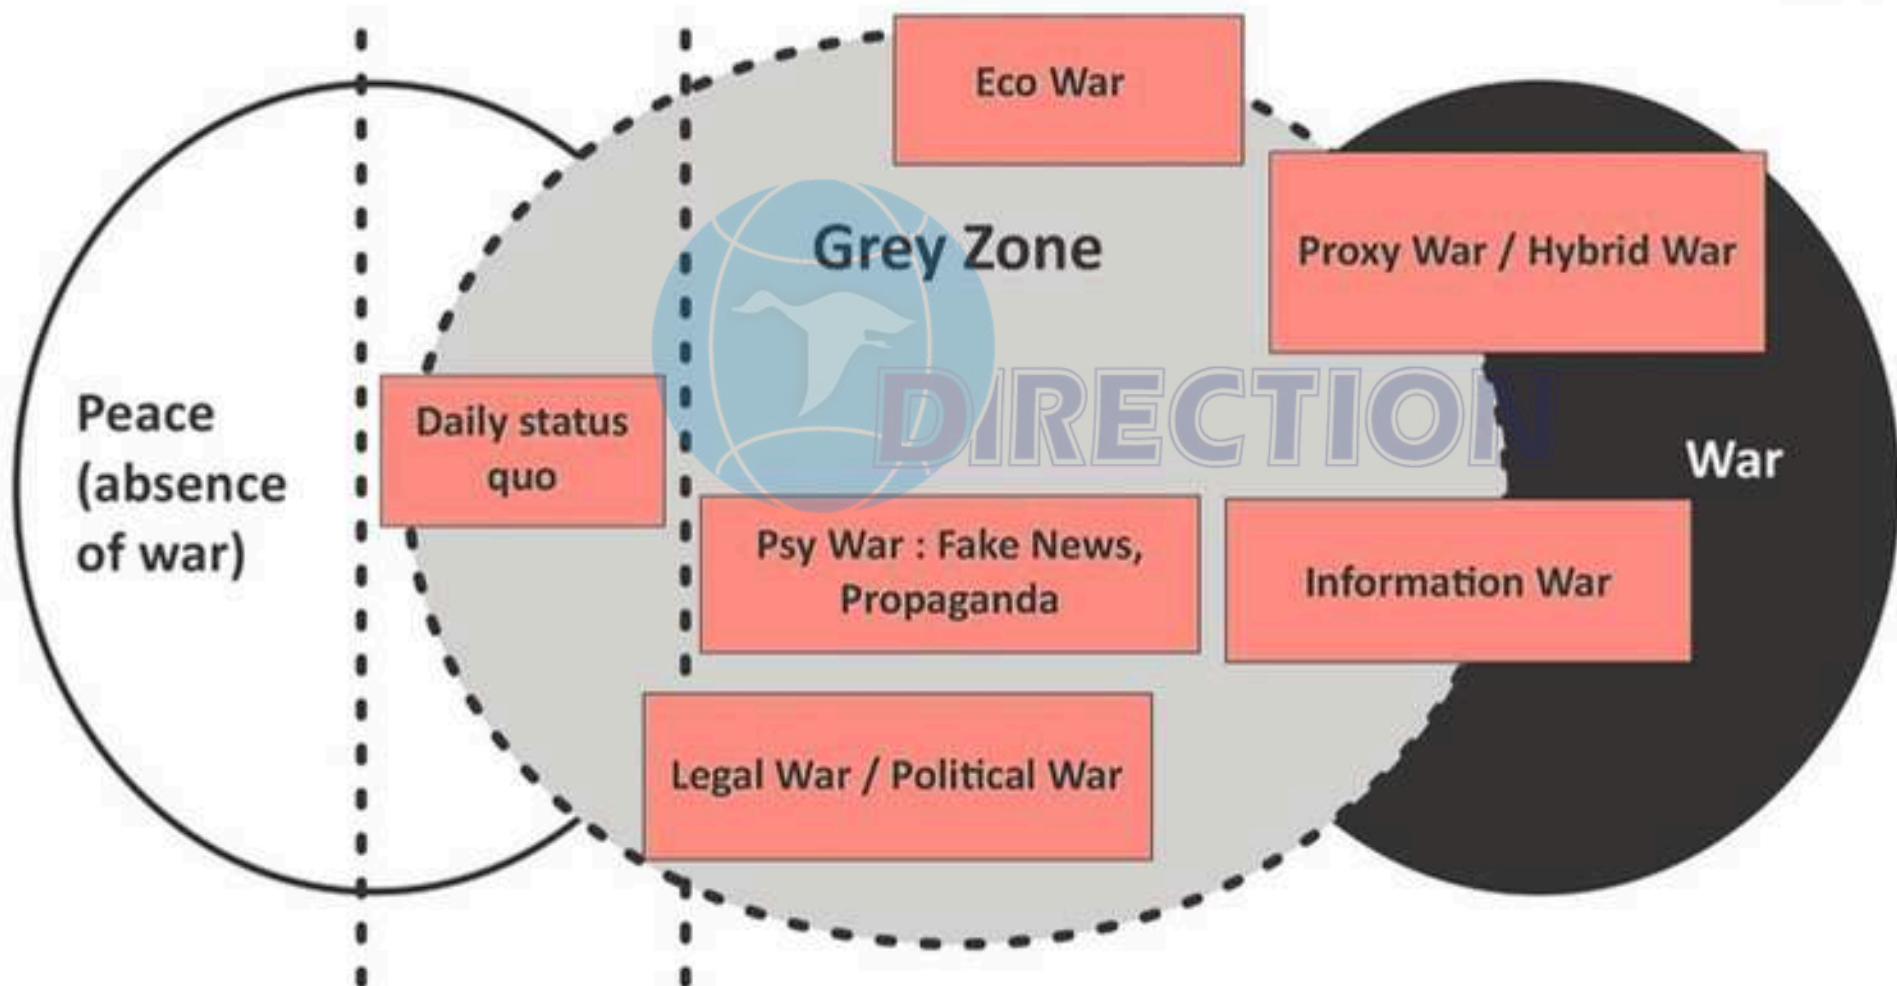 Eco War
Grey Zone
Proxy War / Hybrid War
DIRECTION
Peace
(absence
of war)
Daily status
quo
War
Psy War : Fake News,
Propaganda
Information War
Legal War / Political War